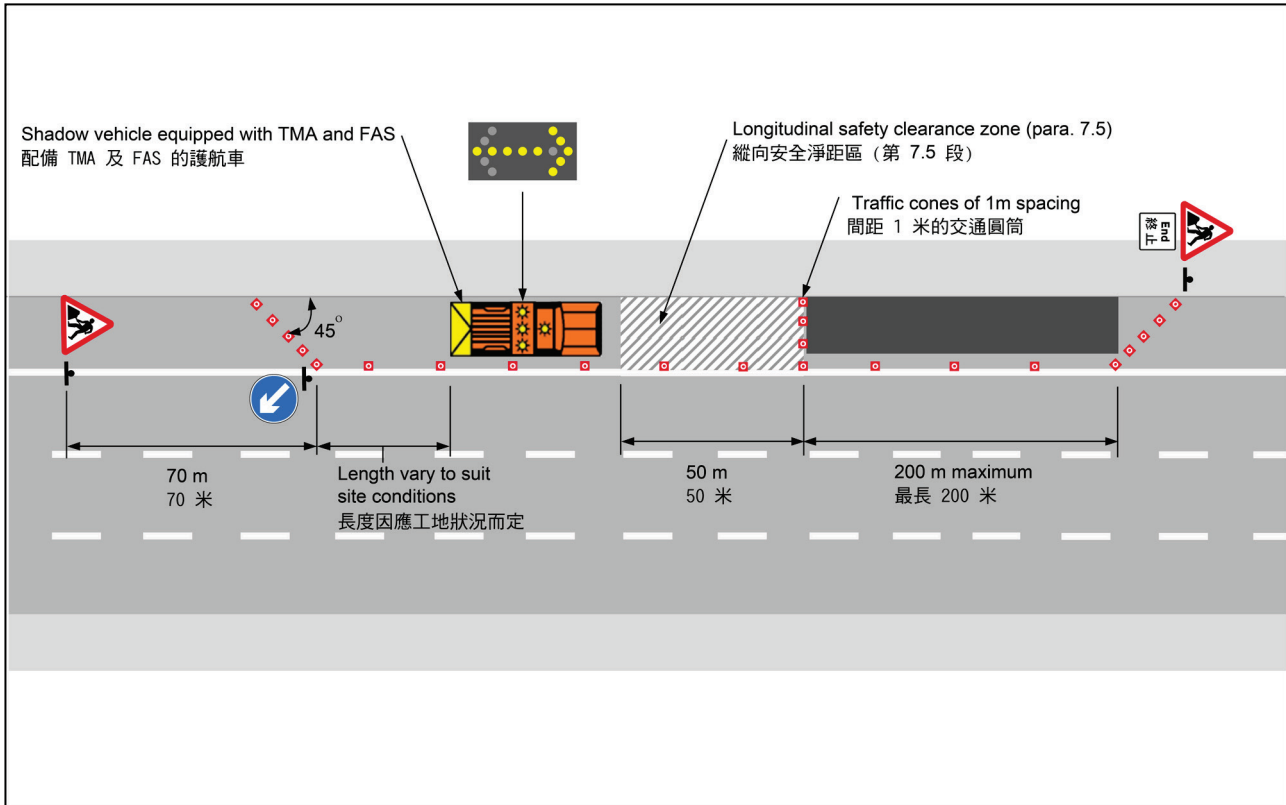 Shadow vehicle equipped with TMA and FAS
配備 TMA 及 FAS 的護航車
Longitudinal safety clearance zone (para. 7.5)
縱向安全淨距區 (第 7.5 段)
Traffic cones of 1m spacing
間距 1 米的交通圓筒
End
終止
45°
70 m
70 米
Length vary to suit
site conditions
長度因應工地狀況而定
50 m
50 米
200 m maximum
最長 200 米